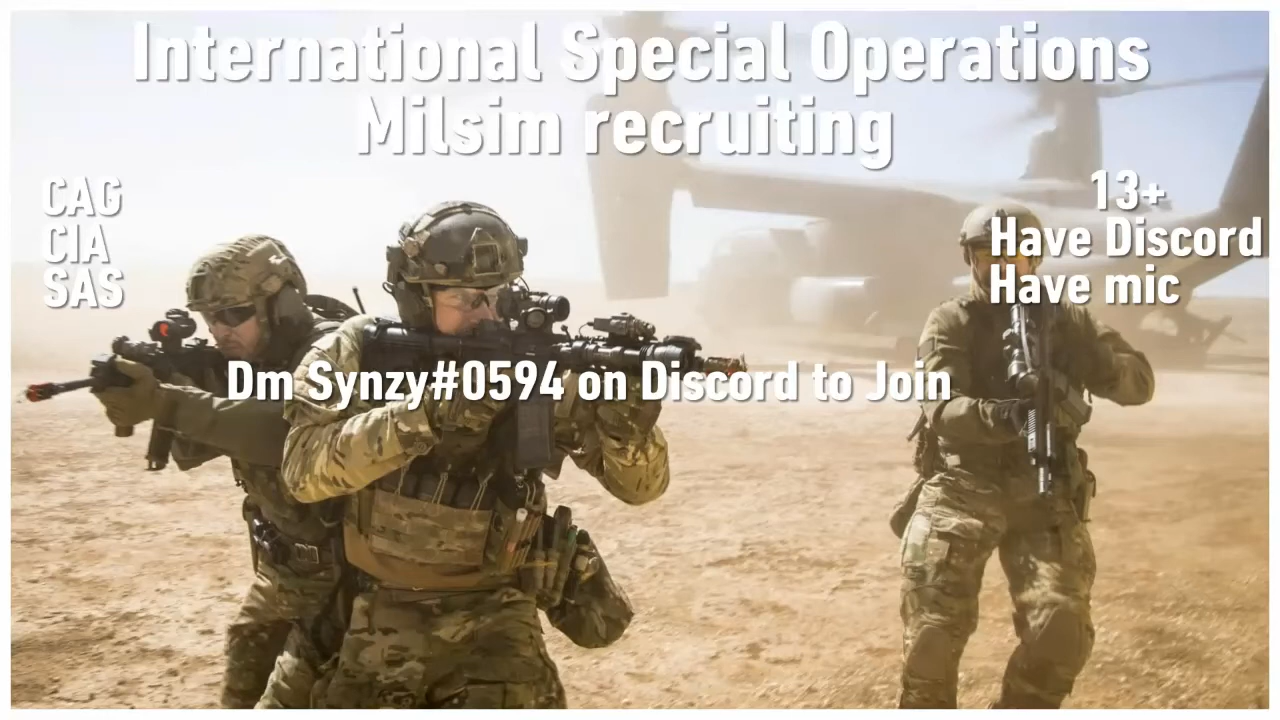 International Special Operations
Milsim recruiting
CAG
CIA
SAS
13+
Have Discord
Have mic
Dm Synzy#0594 on Discord to Join